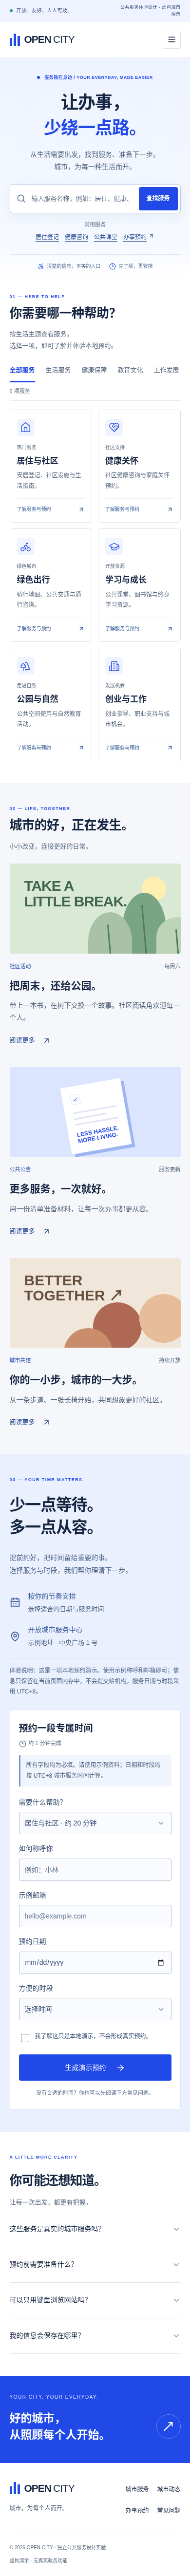 开放、友好、人人可及。
公共服务体验设计 · 虚构城市演示
OPEN CITY
服务就在身边 / YOUR EVERYDAY, MADE EASIER
让办事，
少绕一点路。
从生活需要出发，找到服务、准备下一步。
城市，为每一种生活而开。
输入服务名称，例如：居住、健康、
查找服务
常用服务
居住登记 健康咨询 公共课堂 办事预约
清楚的信息，平等的入口
先了解，再安排
01 — HERE TO HELP
你需要哪一种帮助？
按生活主题查看服务。
选择一项，即可了解并体验本地预约。
全部服务 生活服务 健康保障 教育文化 工作发展
6 项服务
热门服务
居住与社区
安居登记、社区设施与生活指南。
了解服务与预约
社区支持
健康关怀
社区健康咨询与家庭关怀预约。
了解服务与预约
绿色城市
绿色出行
骑行地图、公共交通与通行咨询。
了解服务与预约
开放资源
学习与成长
公共课堂、图书馆与终身学习资源。
了解服务与预约
走进自然
公园与自然
公共空间使用与自然教育活动。
了解服务与预约
发展机会
创业与工作
创业指导、职业支持与城市机会。
了解服务与预约
02 — LIFE, TOGETHER
城市的好，正在发生。
小小改变，连接更好的日常。
TAKE A
LITTLE BREAK.
社区活动
每周六
把周末，还给公园。
带上一本书，在树下交换一个故事。社区阅读角欢迎每一个人。
阅读更多
LESS HASSLE.
MORE LIVING.
公共公告
服务更新
更多服务，一次就好。
用一份清单准备材料，让每一次办事都更从容。
阅读更多
BETTER
TOGETHER ↗
城市共建
持续开放
你的一小步，城市的一大步。
从一条步道、一张长椅开始，共同想象更好的社区。
阅读更多
03 — YOUR TIME MATTERS
少一点等待。
多一点从容。
提前约好，把时间留给重要的事。
选择服务与时段，我们帮你理清下一步。
按你的节奏安排
选择适合的日期与服务时间
开放城市服务中心
示例地址 · 中央广场 1 号
体验说明：这是一项本地预约演示。使用示例称呼和邮箱即可；信息只保留在当前页面内存中，不会提交给机构。服务日期与时段采用 UTC+8。
预约一段专属时间
约 1 分钟完成
所有字段均为必填。请使用示例资料；日期和时段均按 UTC+8 城市服务时间计算。
需要什么帮助？
居住与社区 · 约 20 分钟
如何称呼你
例如：小林
示例邮箱
hello@example.com
预约日期
mm/dd/yyyy
方便的时段
选择时间
我了解这只是本地演示，不会形成真实预约。
生成演示预约
没有合适的时间？你也可以先阅读下方常见问题。
A LITTLE MORE CLARITY
你可能还想知道。
让每一次出发，都更有把握。
这些服务是真实的城市服务吗？
预约前需要准备什么？
可以只用键盘浏览网站吗？
我的信息会保存在哪里？
YOUR CITY. YOUR EVERYDAY.
好的城市，
从照顾每个人开始。
OPEN CITY
城市，为每个人而开。
城市服务 城市动态
办事预约 常见问题
© 2026 OPEN CITY · 独立公共服务设计实验
虚构演示 · 无真实政务功能